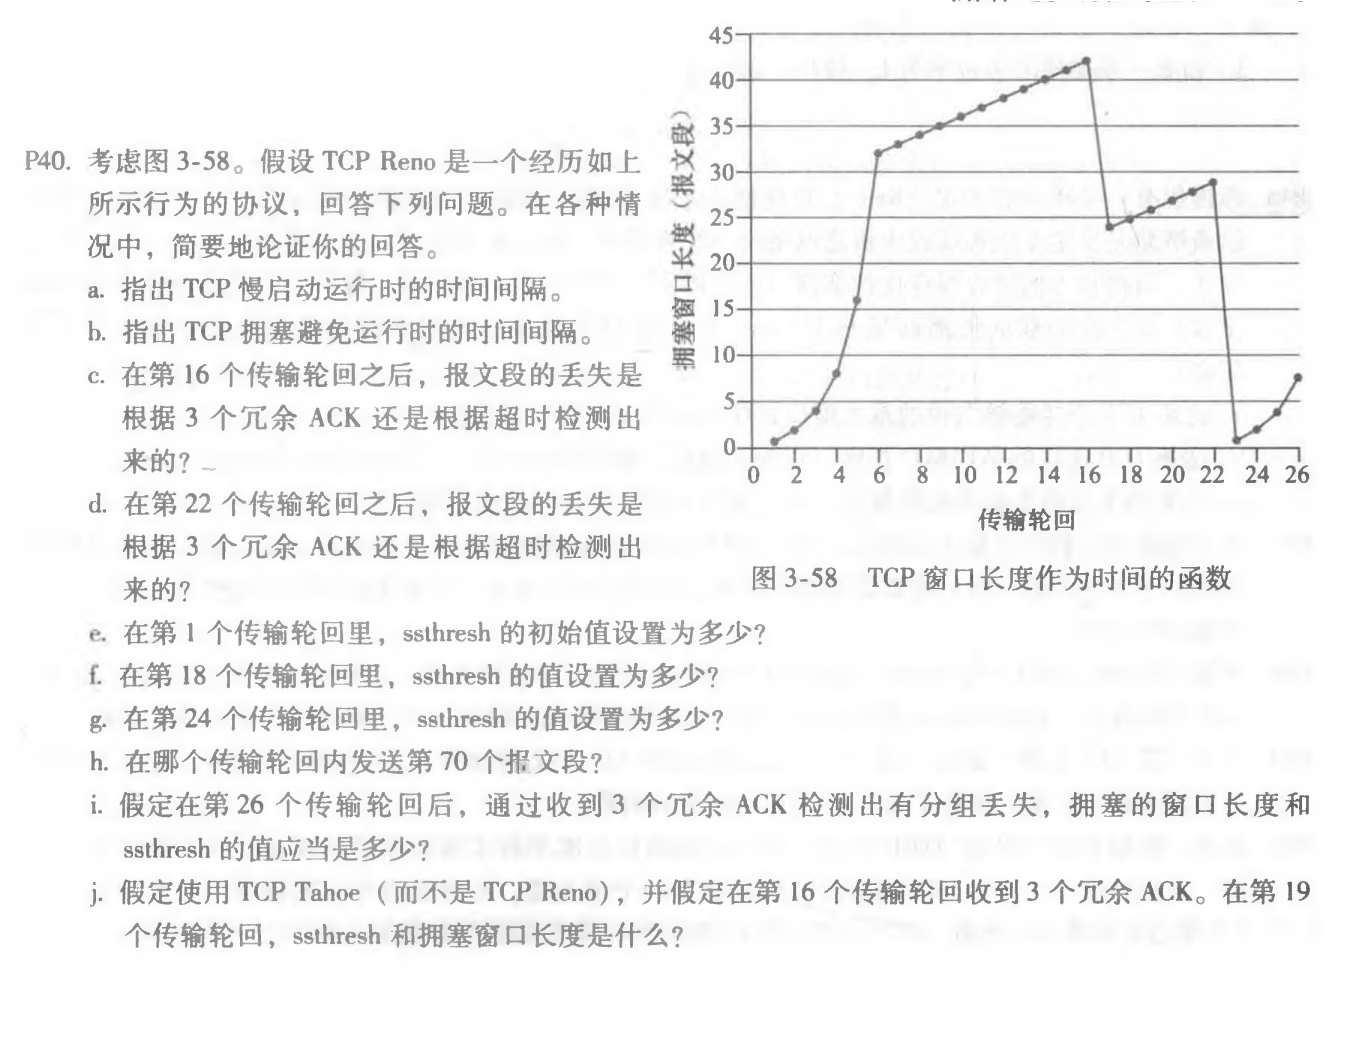 P40. 考虑图 3-58。假设 TCP Reno 是一个经历如上
所示行为的协议，回答下列问题。在各种情
况中，简要地论证你的回答。
a. 指出 TCP 慢启动运行时的时间间隔。
b. 指出 TCP 拥塞避免运行时的时间间隔。
c. 在第 16 个传输轮回之后，报文段的丢失是
根据 3 个冗余 ACK 还是根据超时检测出
来的？
d. 在第 22 个传输轮回之后，报文段的丢失是
根据 3 个冗余 ACK 还是根据超时检测出
来的？
45
40
35
30
25
20
15
10
5
0
拥塞窗口长度（报文段）
0 2 4 6 8 10 12 14 16 18 20 22 24 26
传输轮回
图 3-58 TCP 窗口长度作为时间的函数
e. 在第 1 个传输轮回里，ssthresh 的初始值设置为多少？
f. 在第 18 个传输轮回里，ssthresh 的值设置为多少？
g. 在第 24 个传输轮回里，ssthresh 的值设置为多少？
h. 在哪个传输轮回内发送第 70 个报文段？
i. 假定在第 26 个传输轮回后，通过收到 3 个冗余 ACK 检测出有分组丢失，拥塞的窗口长度和
ssthresh 的值应当是多少？
j. 假定使用 TCP Tahoe（而不是 TCP Reno），并假定在第 16 个传输轮回收到 3 个冗余 ACK。在第 19
个传输轮回，ssthresh 和拥塞窗口长度是什么？